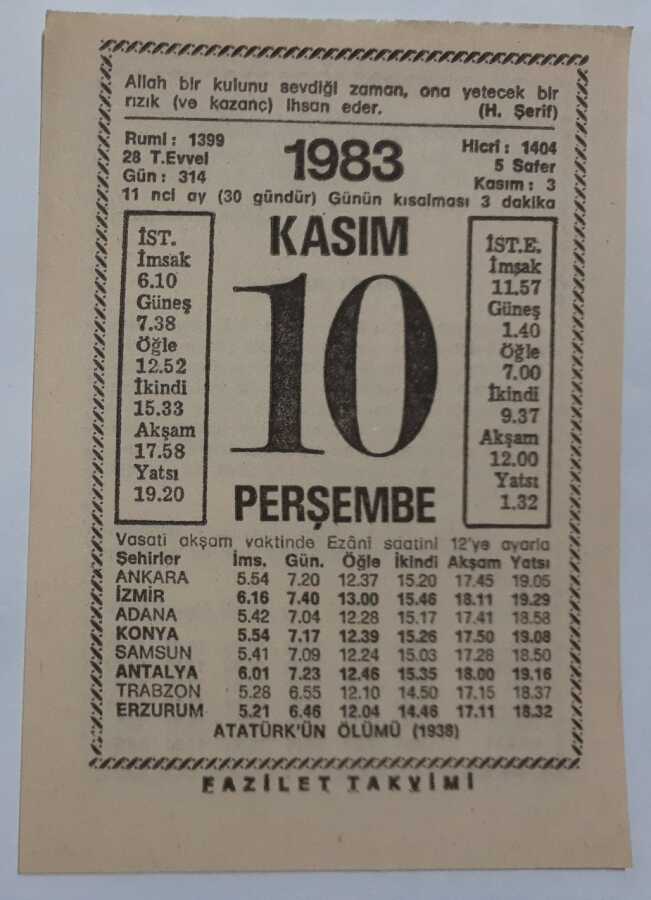 Allah bir kulunu sevdiği zaman, ona yetecek bir
rızık (ve kazanç) ihsan eder. (H. Şerif)
Rumi: 1399
28 T.Evvel
Gün: 314
1983
Hicri: 1404
5 Safer
Kasım: 3
11 nci ay (30 gündür) Günün kısalması 3 dakika
KASIM
10
PERŞEMBE
İST.
İmsak
6.10
Güneş
7.38
Öğle
12.52
İkindi
15.33
Akşam
17.58
Yatsı
19.20
İST.E.
İmşak
11.57
Güneş
1.40
Öğle
7.00
İkindi
9.37
Akşam
12.00
Yatsı
1.32
Vasati akşam vaktinde Ezâni saatini 12'ye ayarla
Şehirler İms. Gün. Öğle İkindi Akşam Yatsı
ANKARA 5.54 7.20 12.37 15.20 17.45 19.05
İZMİR 6.16 7.40 13.00 15.46 18.11 19.29
ADANA 5.42 7.04 12.28 15.17 17.41 18.58
KONYA 5.54 7.17 12.39 15.26 17.50 19.08
SAMSUN 5.41 7.09 12.24 15.03 17.28 18.50
ANTALYA 6.01 7.23 12.46 15.35 18.00 19.16
TRABZON 5.28 6.55 12.10 14.50 17.15 18.37
ERZURUM 5.21 6.46 12.04 14.46 17.11 18.32
ATATÜRK'ÜN ÖLÜMÜ (1938)
FAZİLET TAKVİMİ